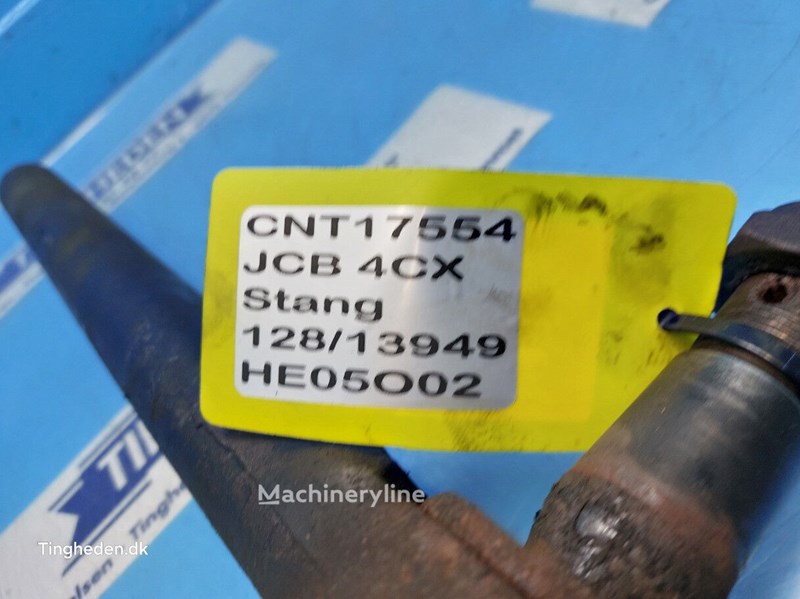 CNT17554
JCB 4CX
Stang
128/13949
HE05O02
Machineryline
Tingheden.dk